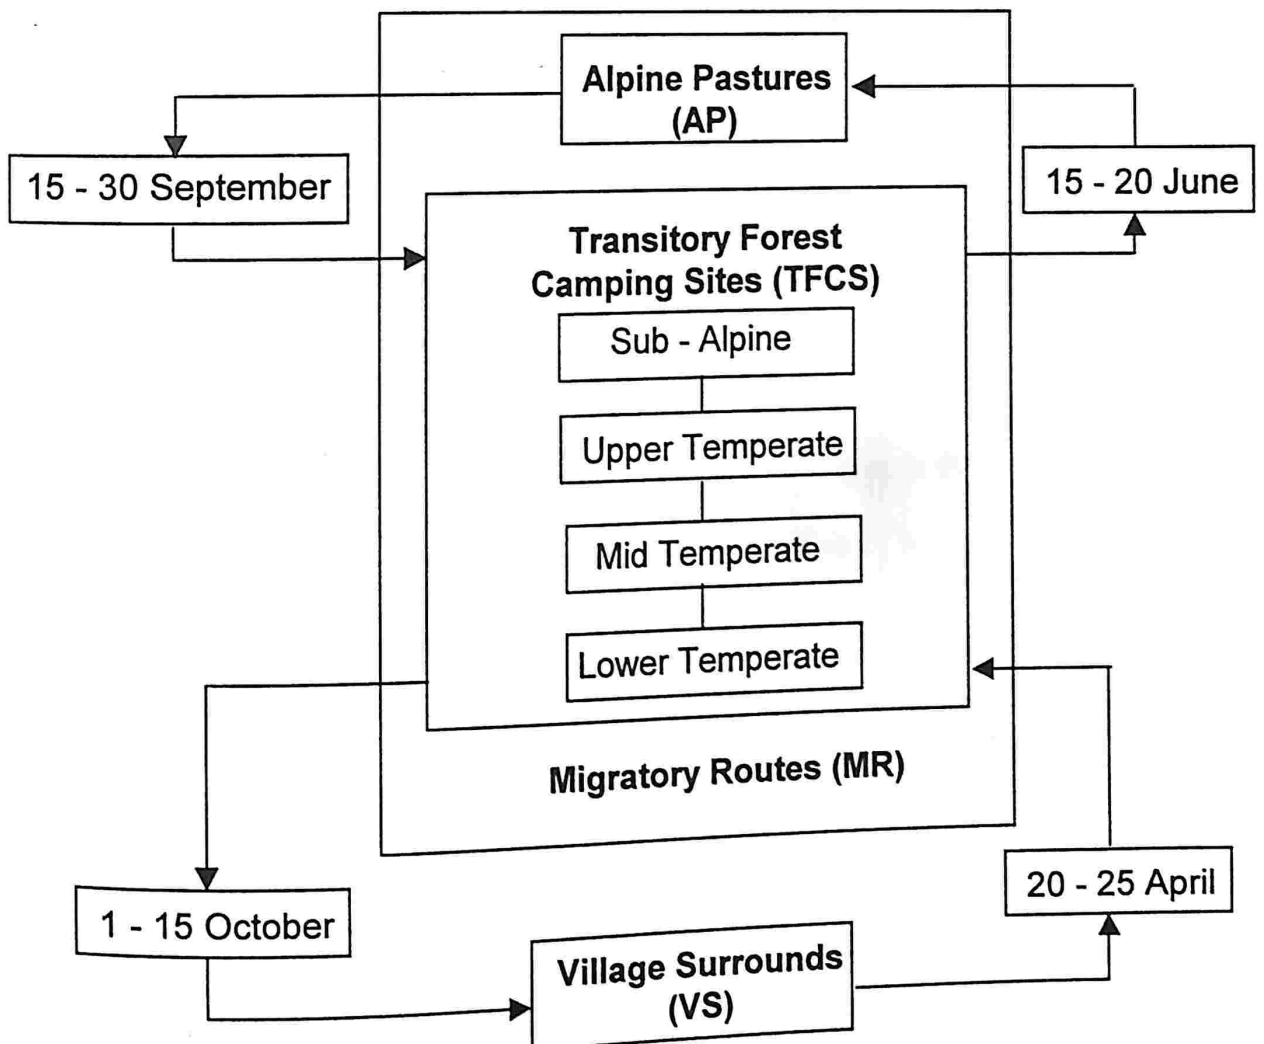 Alpine Pastures
(AP)
15 - 30 September
15 - 20 June
Transitory Forest
Camping Sites (TFCS)
Sub - Alpine
Upper Temperate
Mid Temperate
Lower Temperate
Migratory Routes (MR)
20 - 25 April
1 - 15 October
Village Surrounds
(VS)